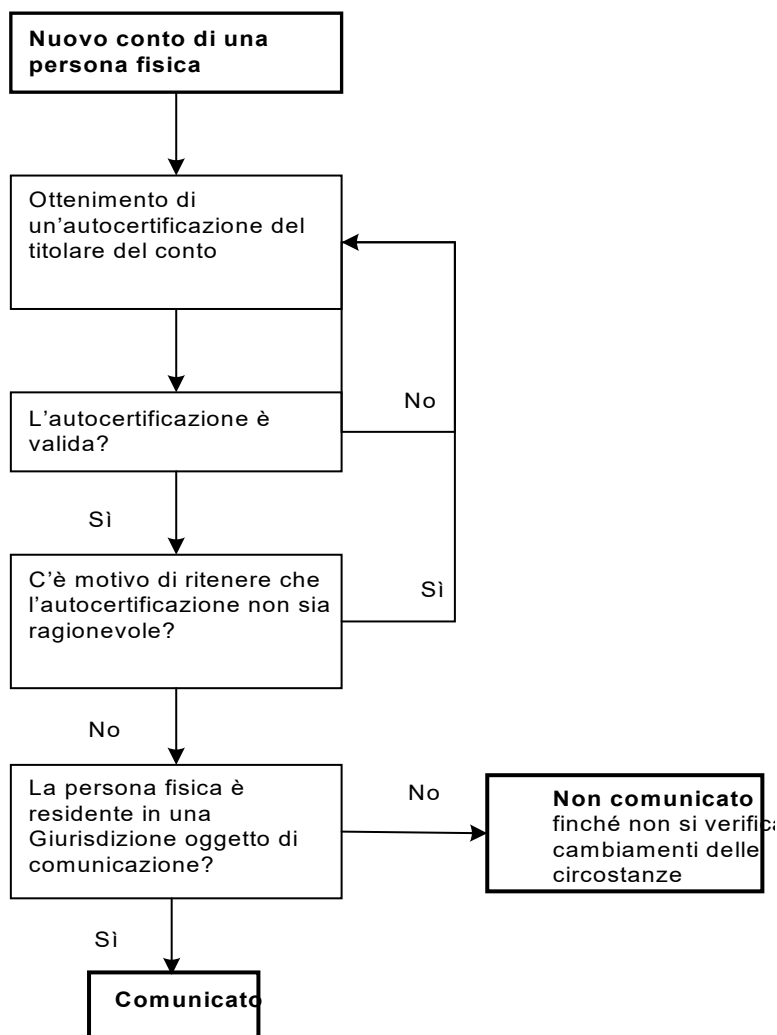 Nuovo conto di una
persona fisica
Ottenimento di
un'autocertificazione del
titolare del conto
L'autocertificazione è
valida?
No
Sì
C'è motivo di ritenere che
l'autocertificazione non sia
ragionevole?
Sì
No
La persona fisica è
residente in una
Giurisdizione oggetto di
comunicazione?
No
Non comunicato
finché non si verifica
cambiamenti delle
circostanze
Sì
Comunicato